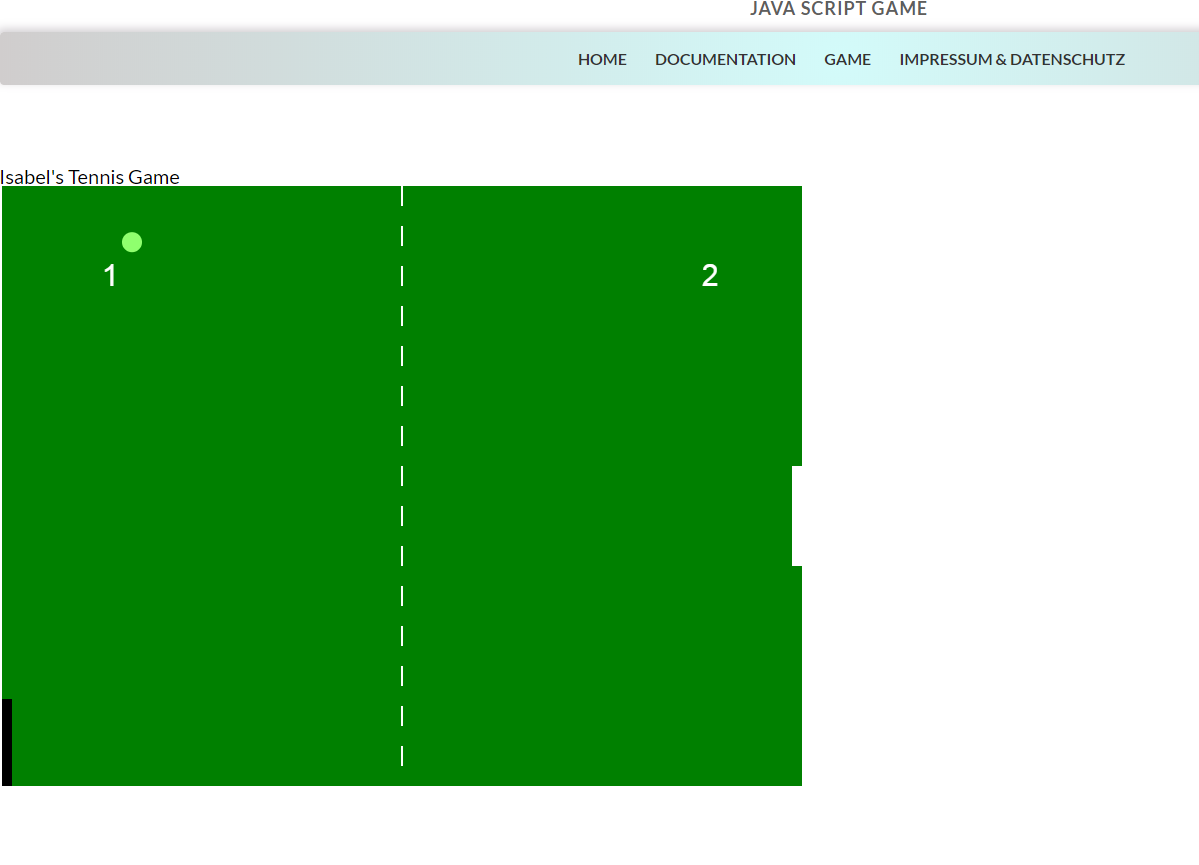 JAVA SCRIPT GAME
HOME DOCUMENTATION GAME IMPRESSUM & DATENSCHUTZ
Isabel's Tennis Game
1 2